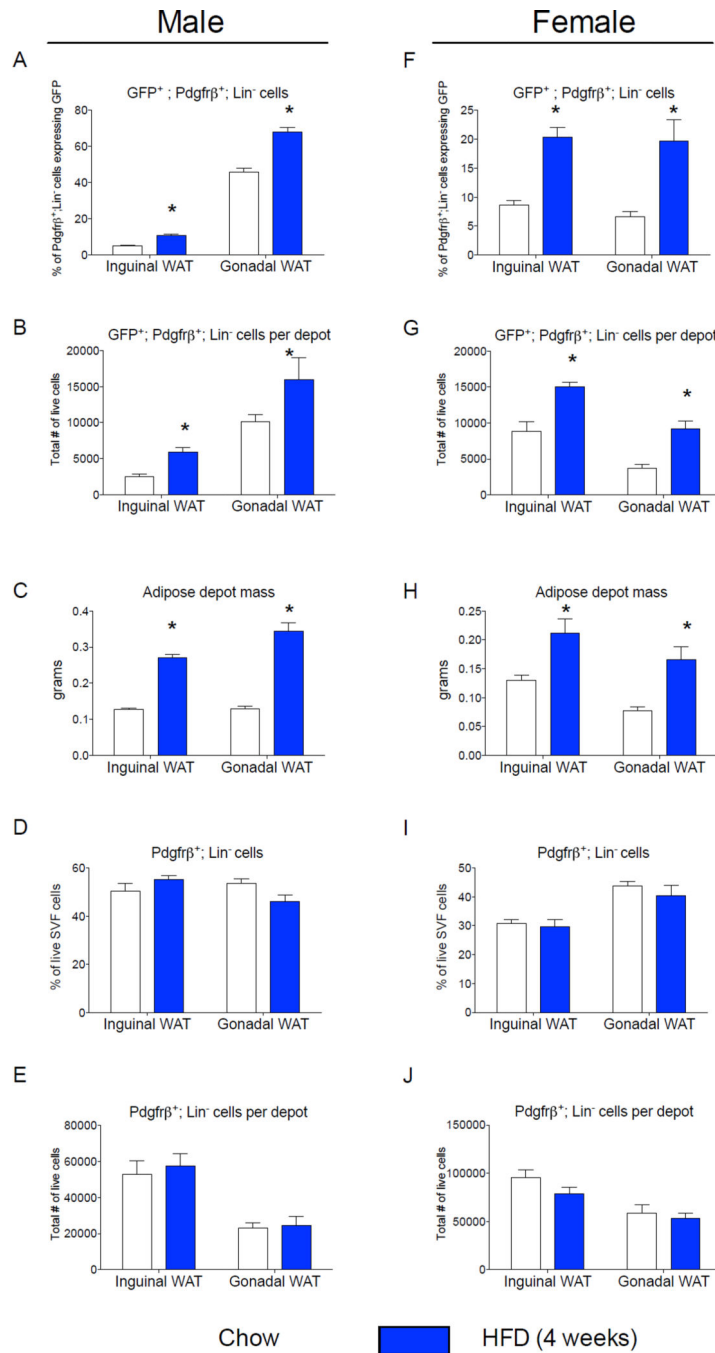 Male
Female
A
GFP⁺ ; Pdgfrβ⁺; Lin⁻ cells
% of Pdgfrβ⁺;Lin⁻ cells expressing GFP
80
60
40
20
0
*
*
Inguinal WAT
Gonadal WAT
F
GFP⁺ ; Pdgfrβ⁺; Lin⁻ cells
% of Pdgfrβ⁺;Lin⁻ cells expressing GFP
25
20
15
10
5
0
*
*
Inguinal WAT
Gonadal WAT
B
GFP⁺; Pdgfrβ⁺; Lin⁻ cells per depot
Total # of live cells
20000
15000
10000
5000
0
*
*
Inguinal WAT
Gonadal WAT
G
GFP⁺; Pdgfrβ⁺; Lin⁻ cells per depot
Total # of live cells
20000
15000
10000
5000
0
*
*
Inguinal WAT
Gonadal WAT
C
Adipose depot mass
grams
0.4
0.3
0.2
0.1
0.0
*
*
Inguinal WAT
Gonadal WAT
H
Adipose depot mass
grams
0.25
0.20
0.15
0.10
0.05
0.00
*
*
Inguinal WAT
Gonadal WAT
D
Pdgfrβ⁺; Lin⁻ cells
% of live SVF cells
60
40
20
0
Inguinal WAT
Gonadal WAT
I
Pdgfrβ⁺; Lin⁻ cells
% of live SVF cells
50
40
30
20
10
0
Inguinal WAT
Gonadal WAT
E
Pdgfrβ⁺; Lin⁻ cells per depot
Total # of live cells
80000
60000
40000
20000
0
Inguinal WAT
Gonadal WAT
J
Pdgfrβ⁺; Lin⁻ cells per depot
Total # of live cells
150000
100000
50000
0
Inguinal WAT
Gonadal WAT
Chow
HFD (4 weeks)